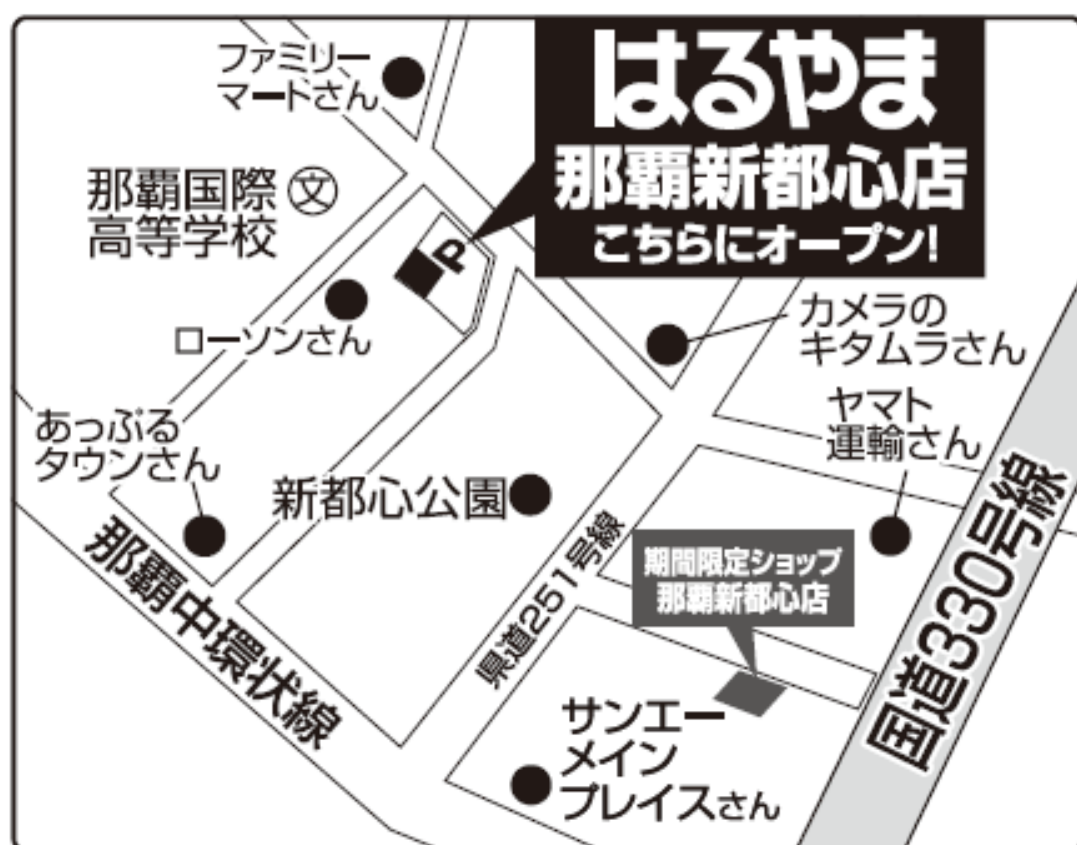 ファミリー
マートさん
はるやま
那覇新都心店
こちらにオープン!
那覇国際 文
高等学校
P
ローソンさん
カメラの
キタムラさん
あっぷる
タウンさん
ヤマト
運輸さん
新都心公園
那覇中環状線
県道251号線
期間限定ショップ
那覇新都心店
国道330号線
サンエー
メイン
プレイスさん